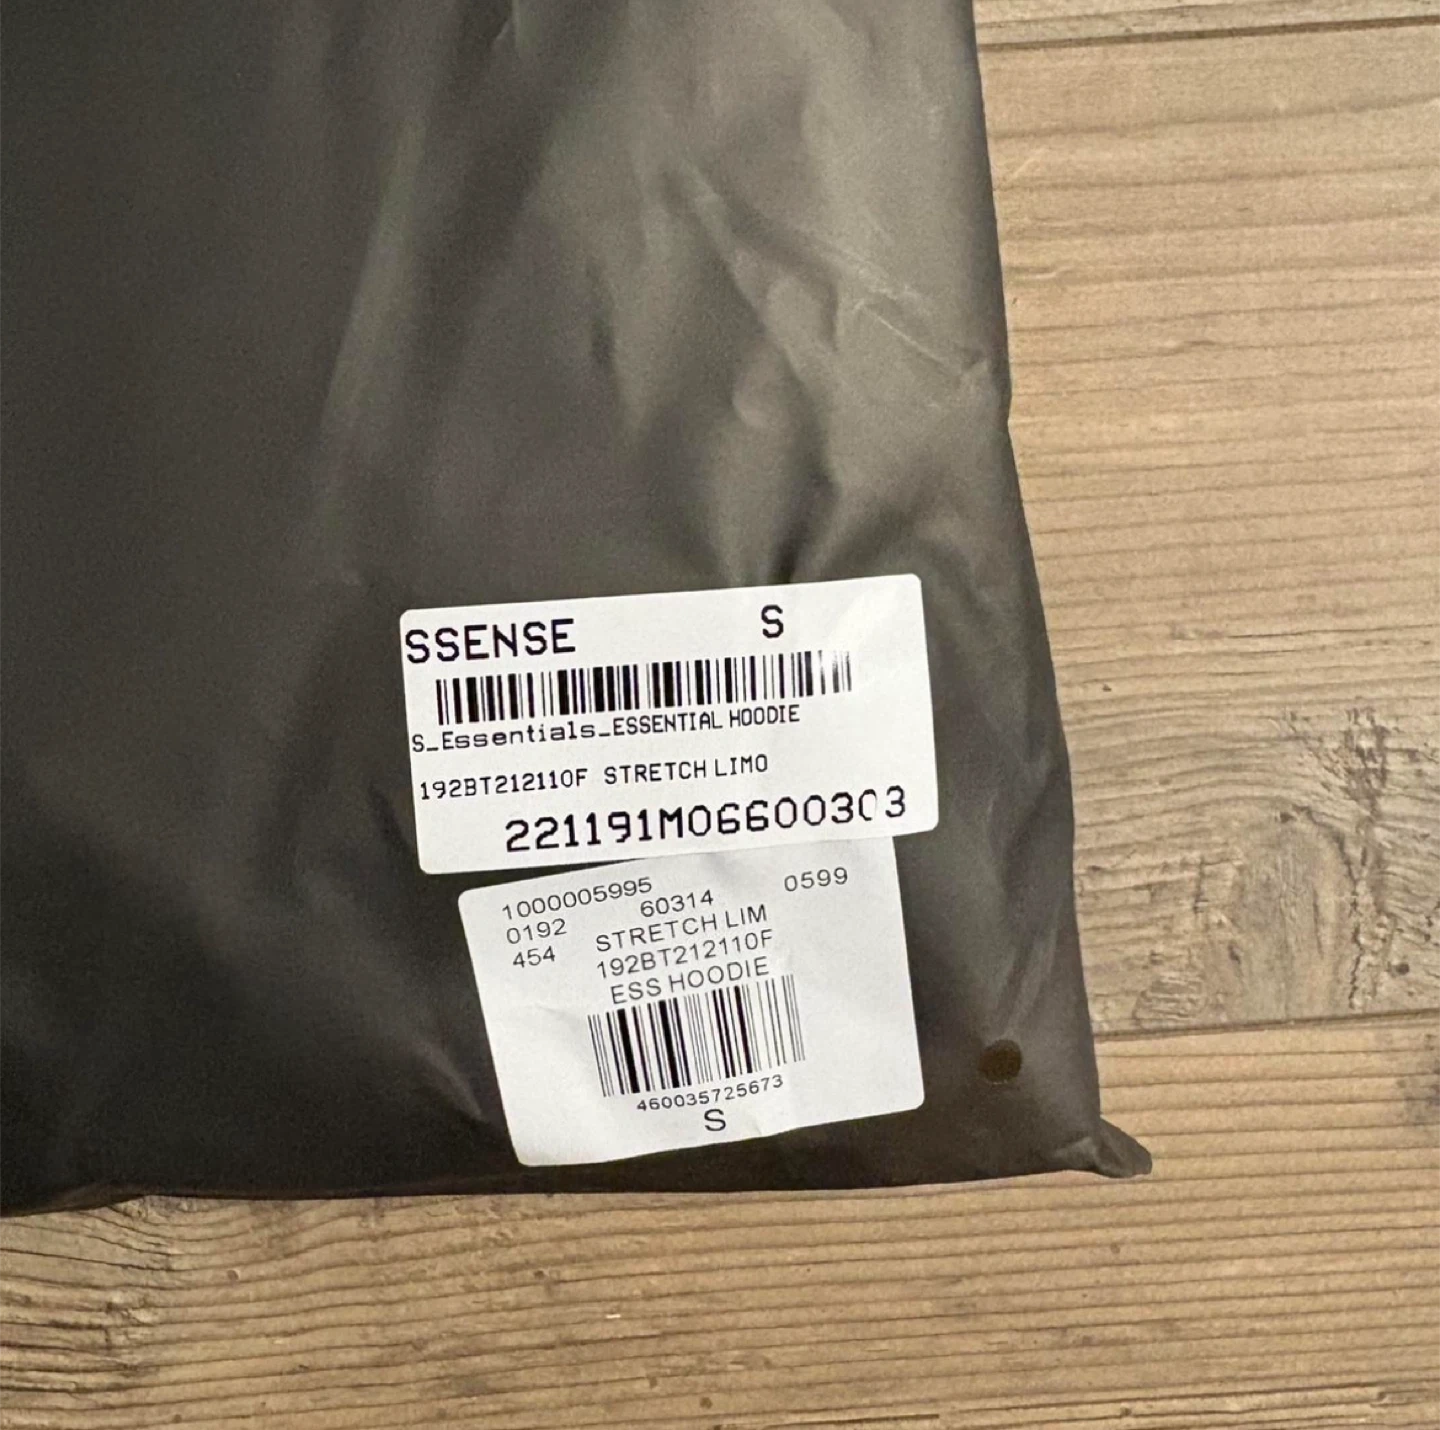 SSENSE S
S_Essentials_ESSENTIAL HOODIE
192BT212110F STRETCH LIMO
221191M06600303
1000005995 0599
0192 60314
454 STRETCH LIM
192BT212110F
ESS HOODIE
460035725673
S